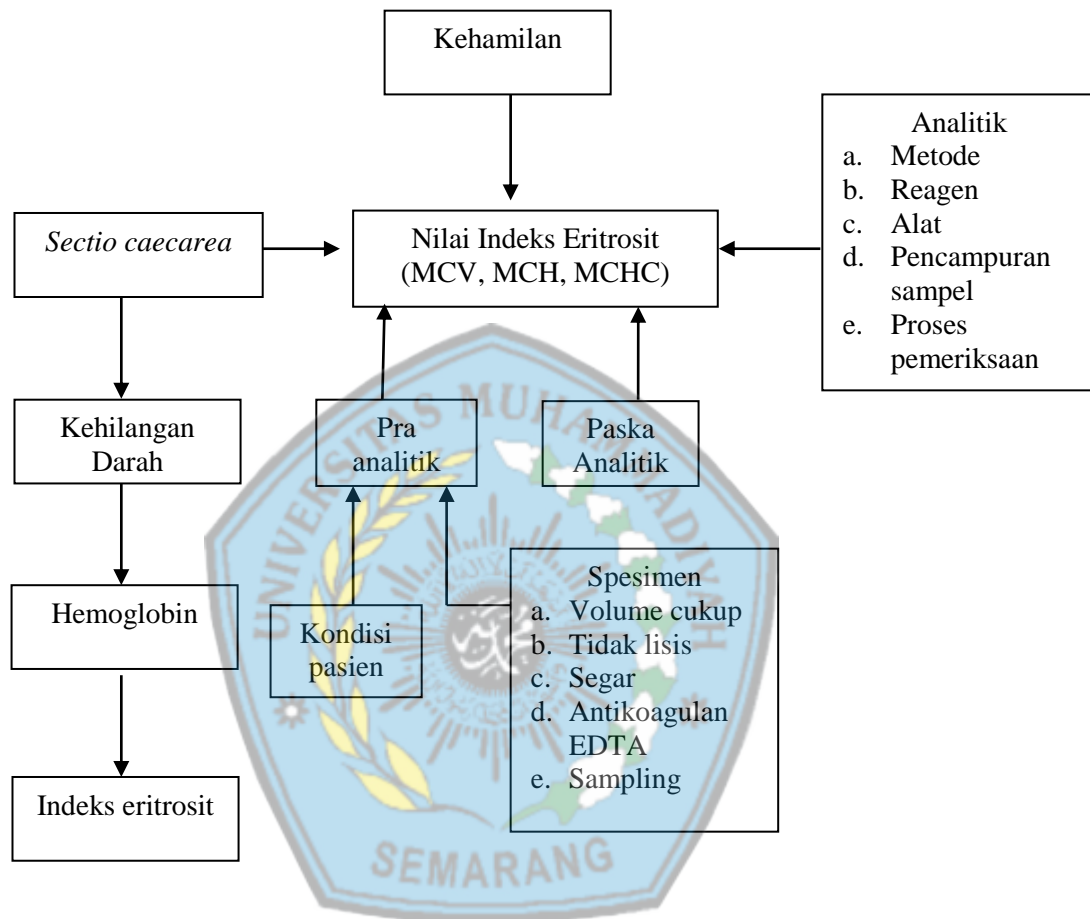 Kehamilan
Analitik
a. Metode
b. Reagen
c. Alat
d. Pencampuran
sampel
e. Proses
pemeriksaan
Sectio caecarea
Nilai Indeks Eritrosit
(MCV, MCH, MCHC)
Kehilangan
Darah
Pra
analitik
Paska
Analitik
Hemoglobin
Kondisi
pasien
Spesimen
a. Volume cukup
b. Tidak lisis
c. Segar
d. Antikoagulan
EDTA
e. Sampling
Indeks eritrosit
UNIVERSITAS MUHAMMADIYAH
SEMARANG